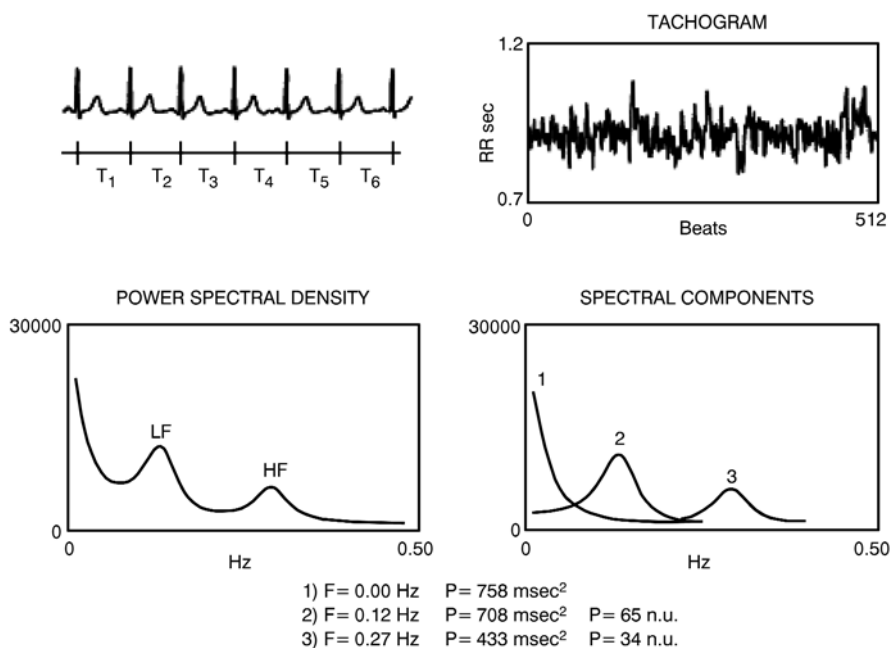 TACHOGRAM
1.2
RR sec
0.7
0
512
Beats
T1 T2 T3 T4 T5 T6
POWER SPECTRAL DENSITY
30000
LF
HF
0
0
0.50
Hz
SPECTRAL COMPONENTS
30000
1
2
3
0
0
0.50
Hz
1) F= 0.00 Hz P= 758 msec²
2) F= 0.12 Hz P= 708 msec² P= 65 n.u.
3) F= 0.27 Hz P= 433 msec² P= 34 n.u.